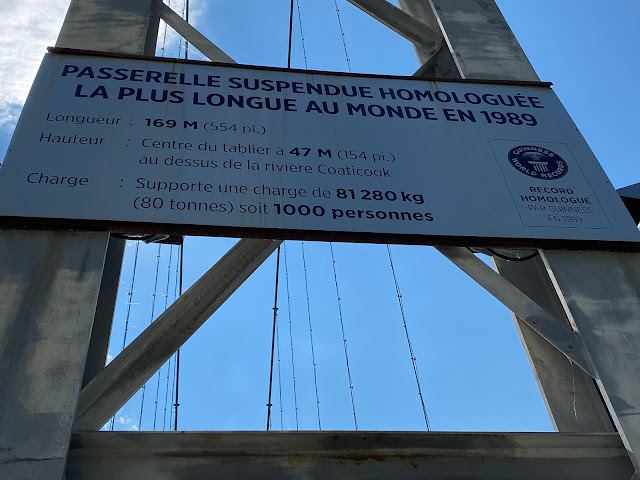 PASSERELLE SUSPENDUE HOMOLOGUÉE
LA PLUS LONGUE AU MONDE EN 1989
Longueur : 169 M (554 pi.)
Hauteur : Centre du tablier à 47 M (154 pi.)
au dessus de la rivière Coaticook
Charge : Supporte une charge de 81 280 kg
(80 tonnes) soit 1000 personnes
GUINNESS
WORLD RECORDS
RECORD
HOMOLOGUÉ
PAR GUINNESS
EN 1989